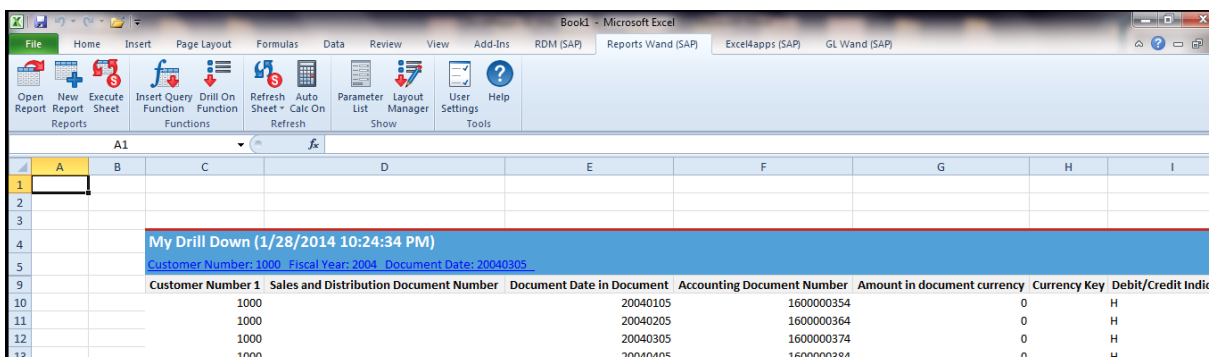 Book1 - Microsoft Excel
File Home Insert Page Layout Formulas Data Review View Add-Ins RDM (SAP) Reports Wand (SAP) Excel4apps (SAP) GL Wand (SAP)
Open New Execute Insert Query Drill On Refresh Auto Parameter Layout User Help
Report Report Sheet Function Function Sheet Calc On List Manager Settings
Reports Functions Refresh Show Tools
A1 fx
A B C D E F G H I
1
2
3
4 My Drill Down (1/28/2014 10:24:34 PM)
5 Customer Number: 1000 Fiscal Year: 2004 Document Date: 20040305
9 Customer Number 1 Sales and Distribution Document Number Document Date in Document Accounting Document Number Amount in document currency Currency Key Debit/Credit Indic
10 1000 20040105 1600000354 0 H
11 1000 20040205 1600000364 0 H
12 1000 20040305 1600000374 0 H
13 1000 20040405 1600000384 0 H